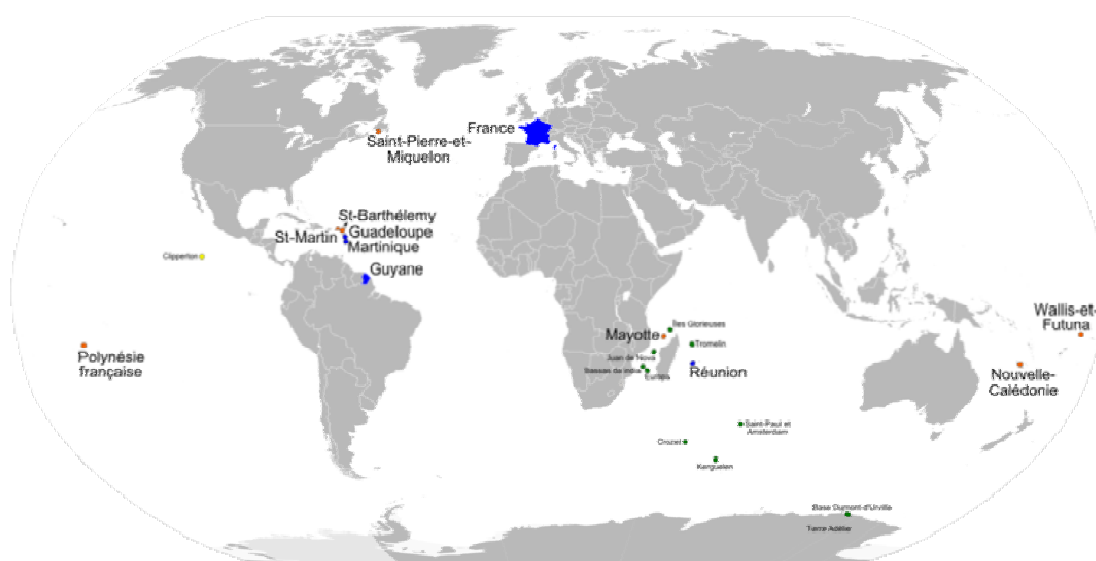 France
Saint-Pierre-et-
Miquelon
St-Barthélemy
St-Martin
Guadeloupe
Martinique
Clipperton
Guyane
Wallis-et-
Futuna
Îles Glorieuses
Mayotte
Tromelin
Polynésie
française
Juan de Nova
Bassas da India
Europa
Réunion
Nouvelle-
Calédonie
Saint-Paul et
Amsterdam
Crozet
Kerguelen
Base Dumont-d'Urville
Terre Adélier